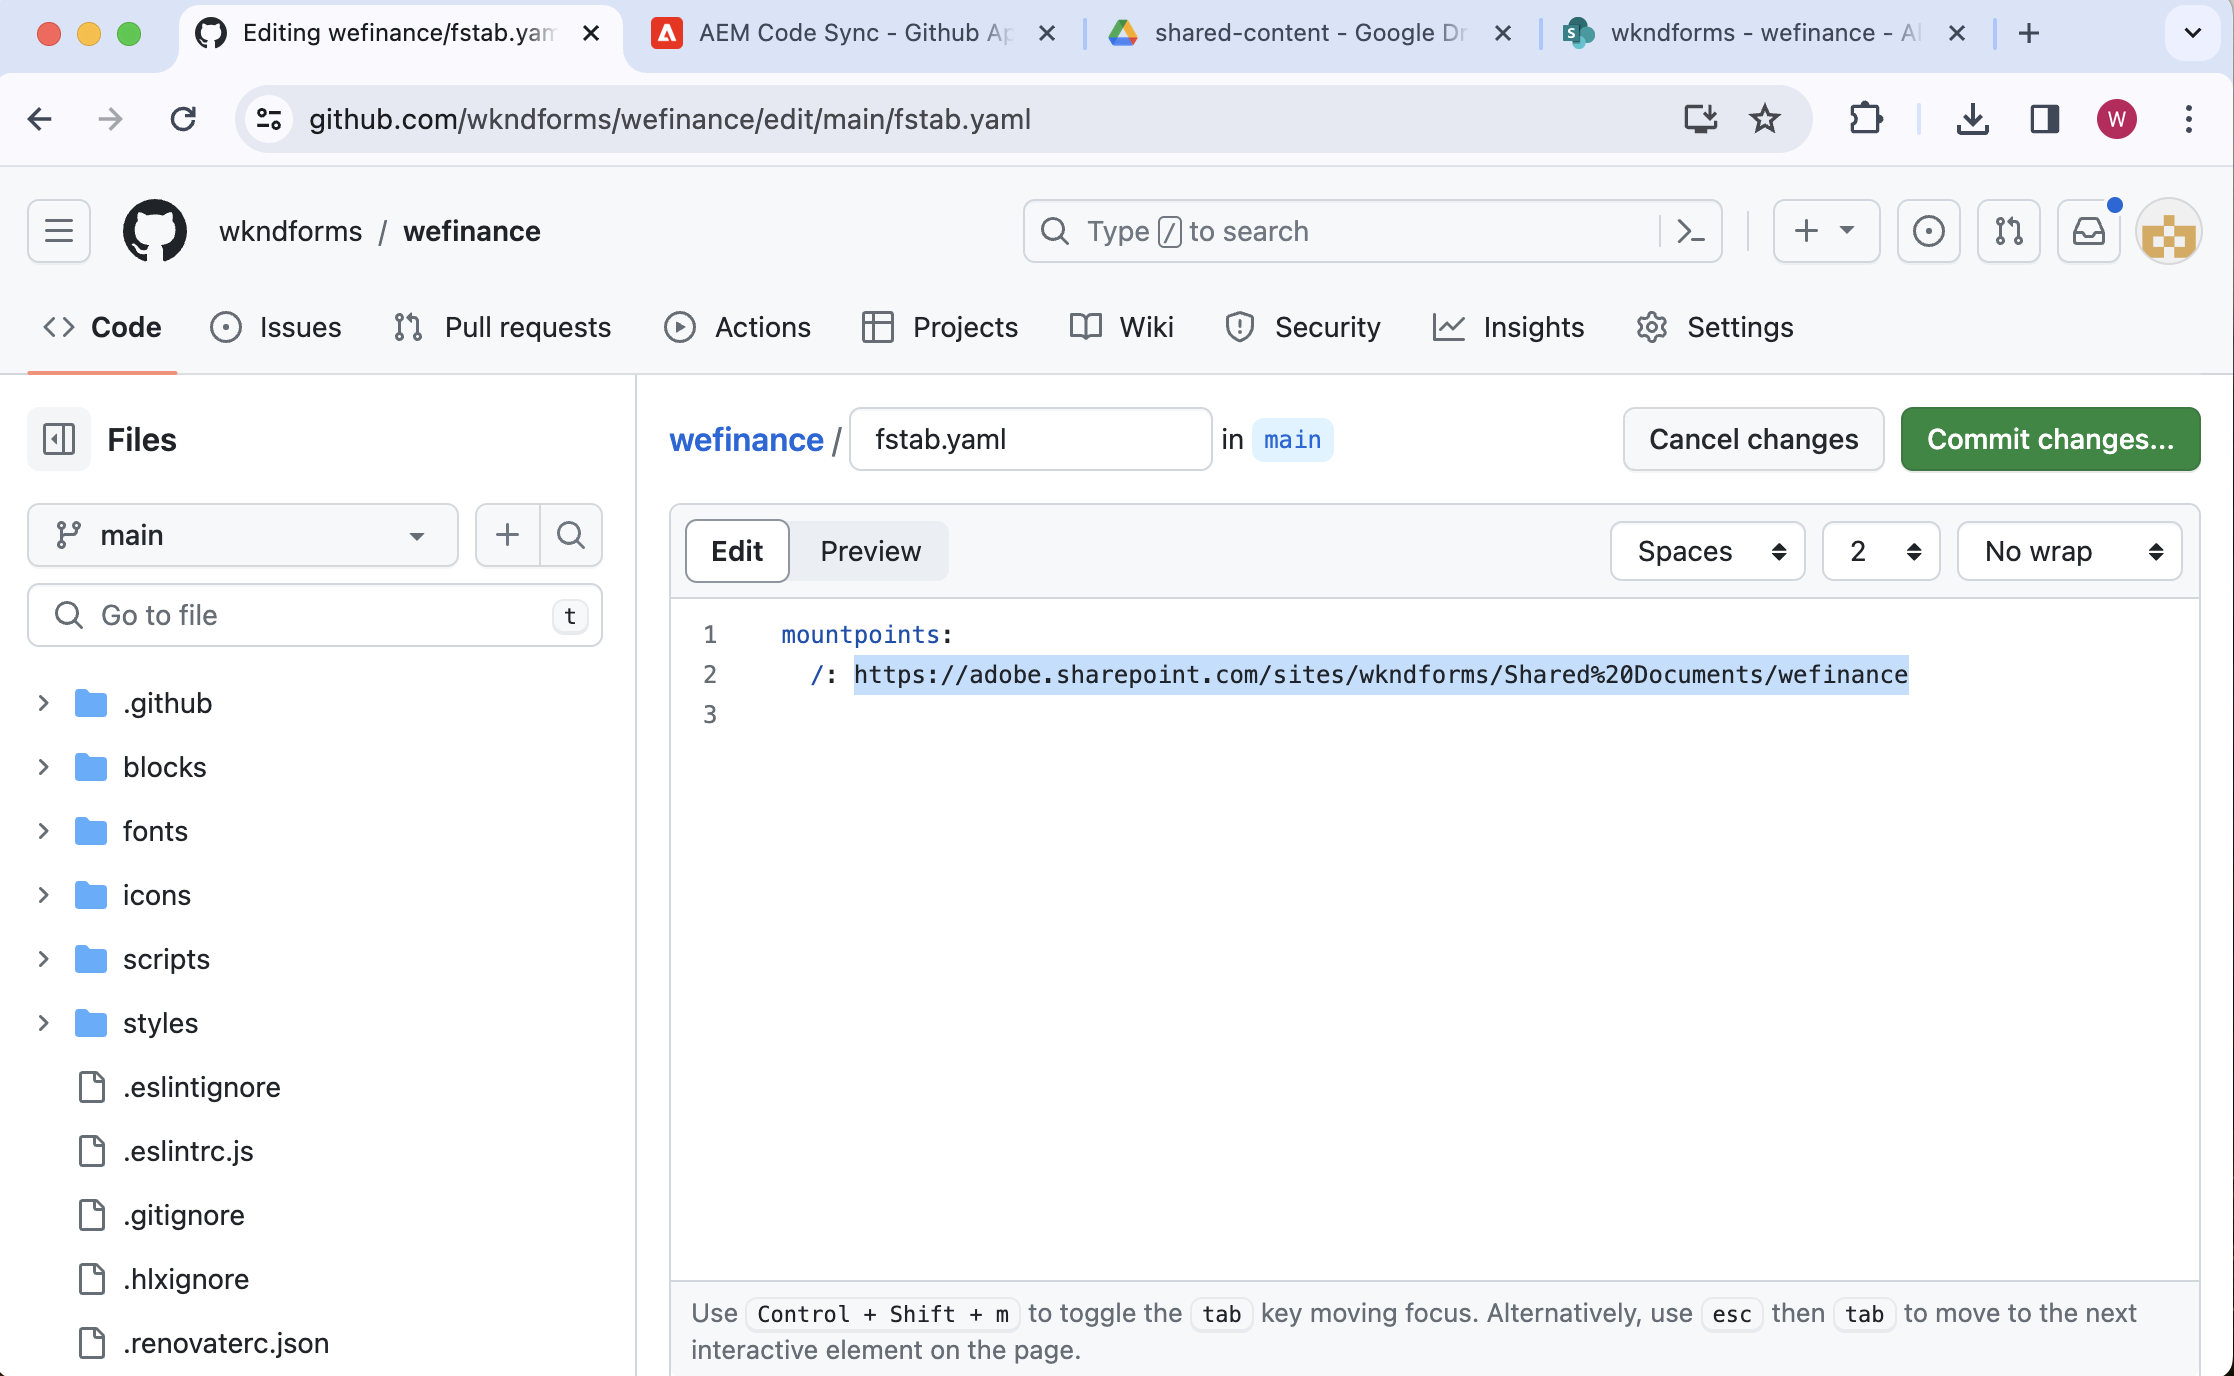 Editing wefinance/fstab.yam
AEM Code Sync - Github Ap
shared-content - Google Dr
wkndforms - wefinance - Al
github.com/wkndforms/wefinance/edit/main/fstab.yaml
W
wkndforms / wefinance
Type / to search
Code
Issues
Pull requests
Actions
Projects
Wiki
Security
Insights
Settings
Files
main
Go to file
t
.github
blocks
fonts
icons
scripts
styles
.eslintignore
.eslintrc.js
.gitignore
.hlxignore
.renovaterc.json
wefinance / fstab.yaml in main
Cancel changes
Commit changes...
Edit
Preview
Spaces
2
No wrap
1 mountpoints:
2 /: https://adobe.sharepoint.com/sites/wkndforms/Shared%20Documents/wefinance
3
Use Control + Shift + m to toggle the tab key moving focus. Alternatively, use esc then tab to move to the next
interactive element on the page.